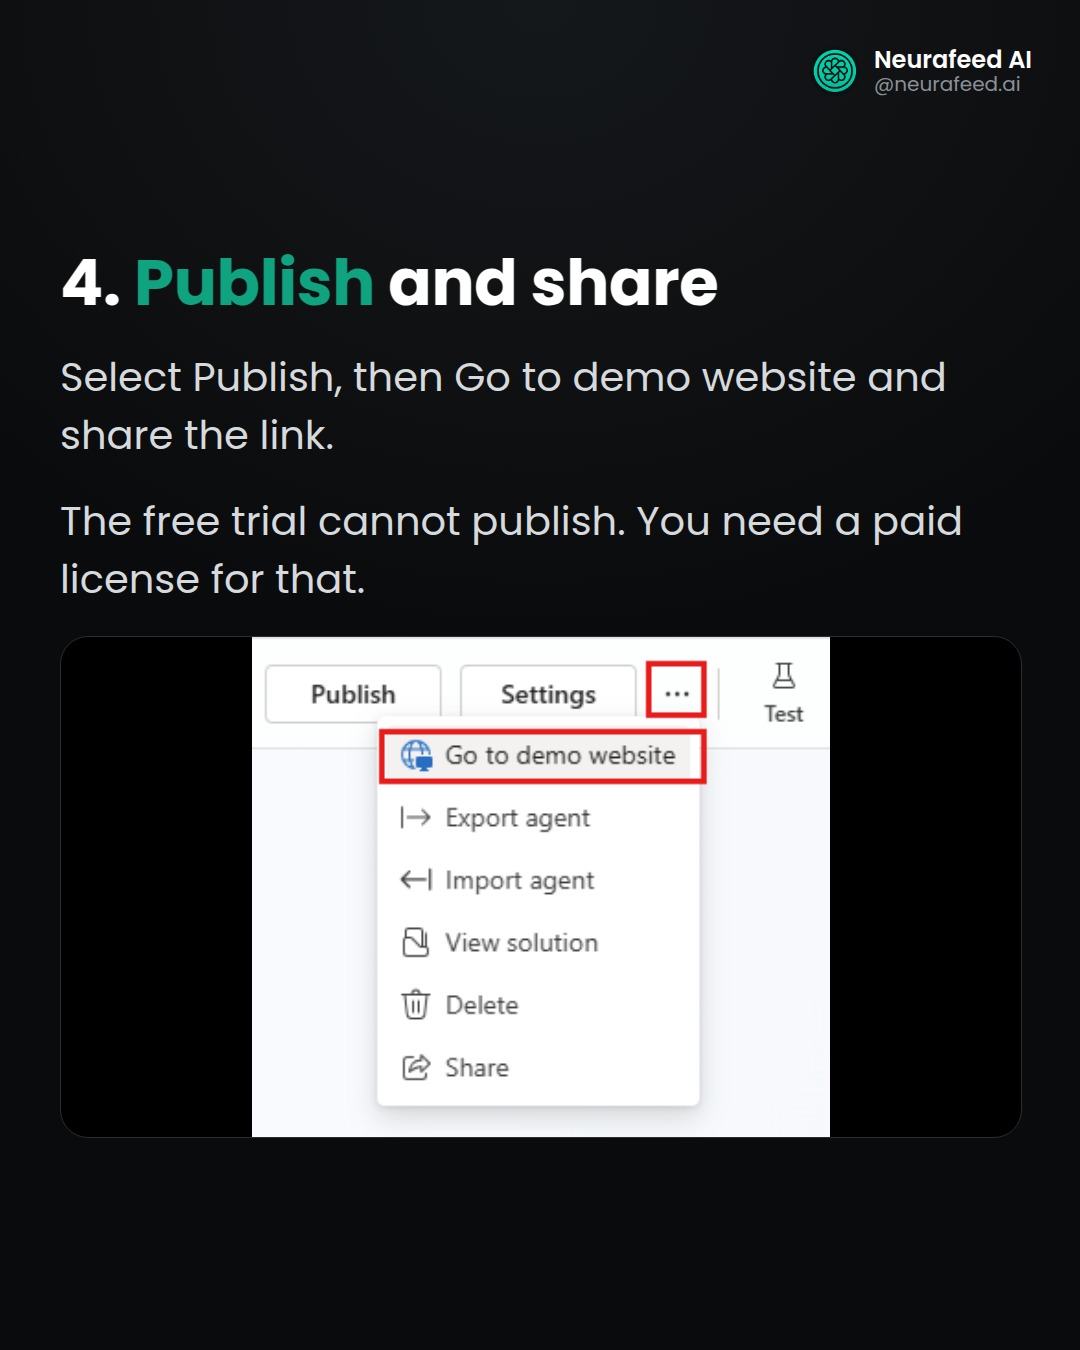 Neurafeed AI
@neurafeed.ai
4. Publish and share
Select Publish, then Go to demo website and
share the link.
The free trial cannot publish. You need a paid
license for that.
Publish
Settings
...
Test
Go to demo website
Export agent
Import agent
View solution
Delete
Share